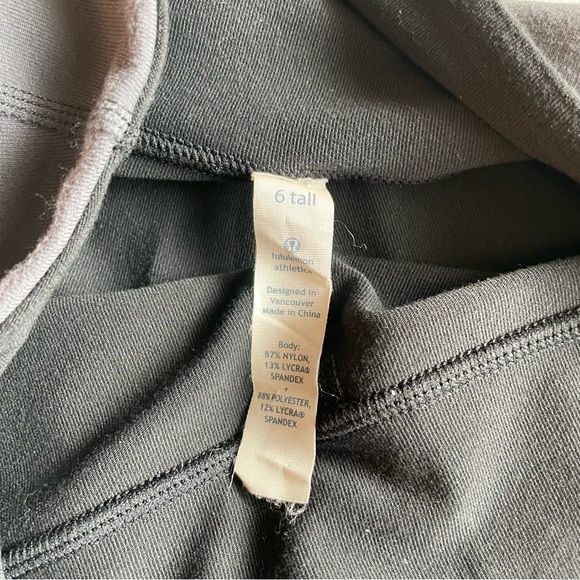 6 tall
lululemon
athletica
Designed in
Vancouver
Made in China
Body:
87% NYLON,
13% LYCRA®
SPANDEX
+
88% POLYESTER,
12% LYCRA®
SPANDEX